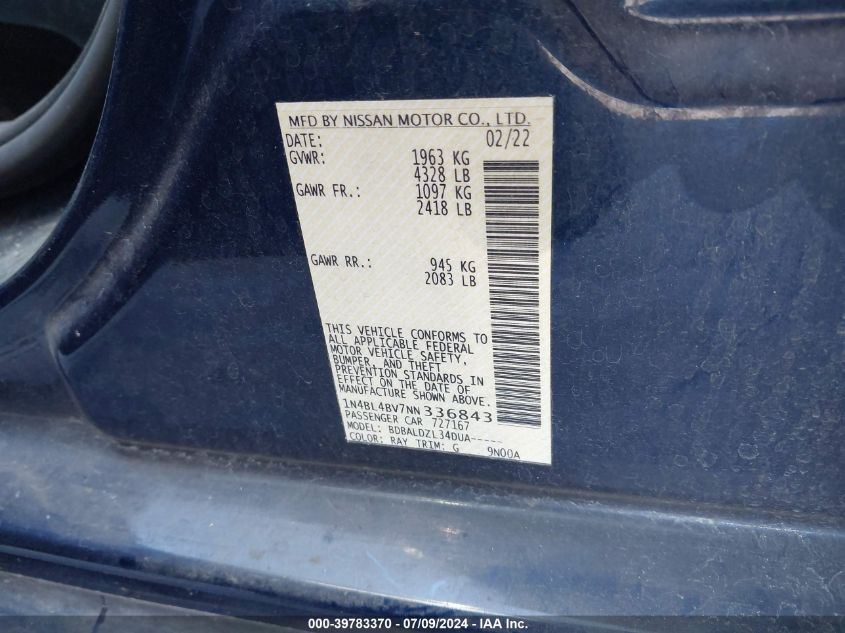 MFD BY NISSAN MOTOR CO., LTD.
DATE: 02/22
GVWR: 1963 KG
4328 LB
GAWR FR.: 1097 KG
2418 LB
GAWR RR.: 945 KG
2083 LB
THIS VEHICLE CONFORMS TO
ALL APPLICABLE FEDERAL
MOTOR VEHICLE SAFETY,
BUMPER, AND THEFT
PREVENTION STANDARDS IN
EFFECT ON THE DATE OF
MANUFACTURE SHOWN ABOVE.
1N4BL4BV7NN336843
PASSENGER CAR 727167
MODEL: BDBALDZL34DUA-----
COLOR: RAY TRIM: G 9N00A
000-39783370 / 07/09/2024 - IAA Inc.